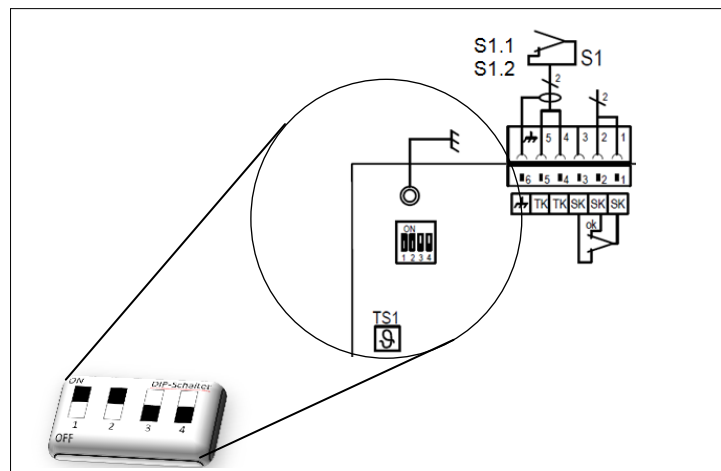 S1.1
S1.2
S1
2
2
5 4 3 2 1
6 5 4 3 2 1
TK TK SK SK SK
ok
ON
1 2 3 4
TS1
ϑ
ON DIP-Schalter
1 2 3 4
OFF